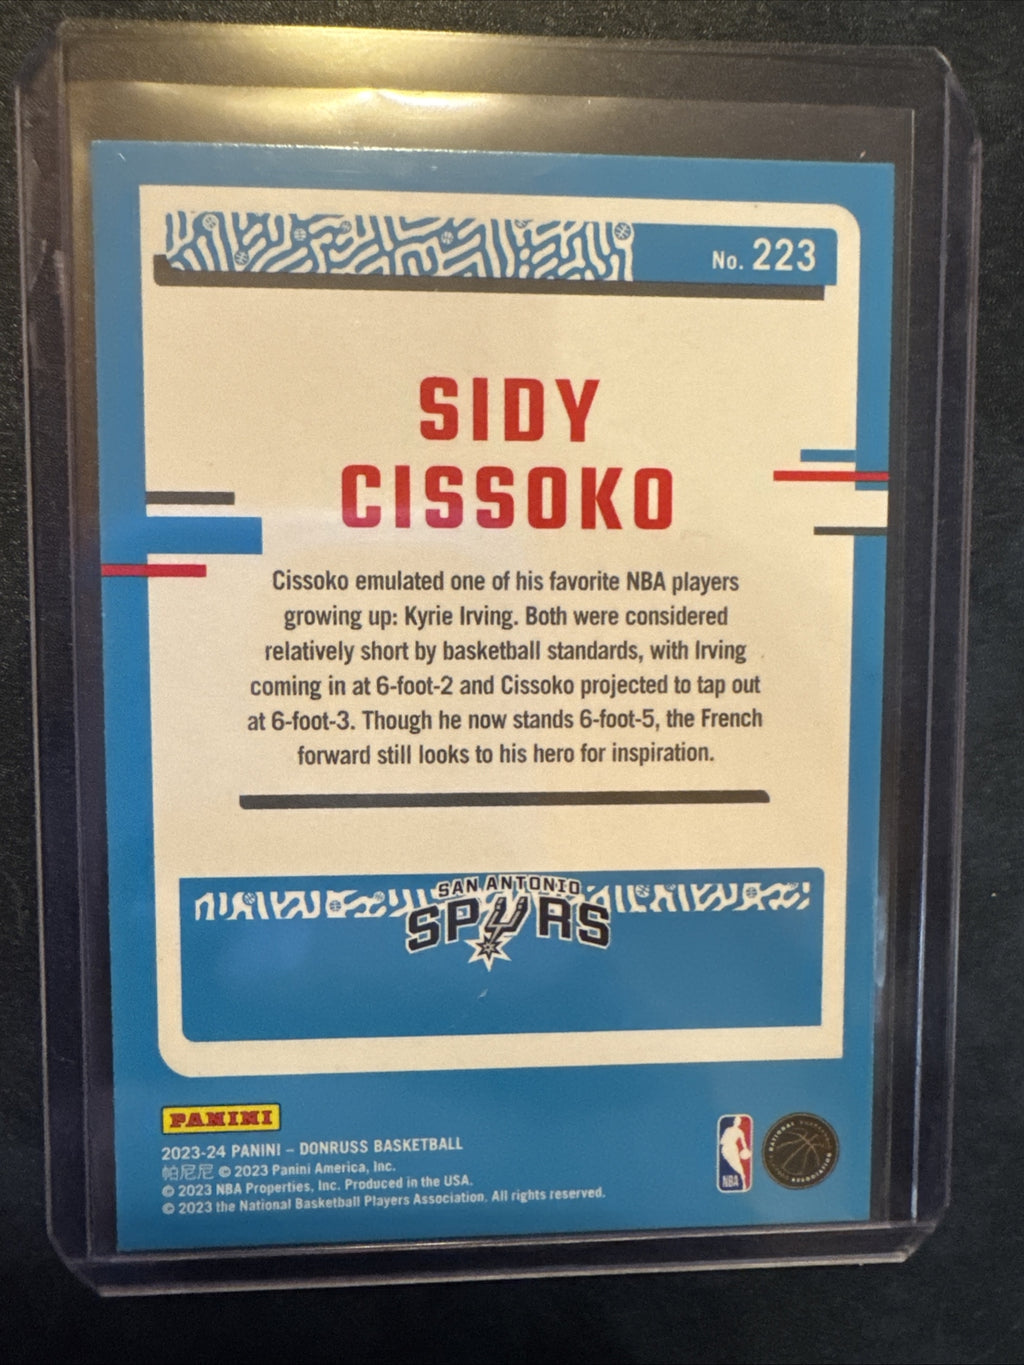 No. 223
SIDY
CISSOKO
Cissoko emulated one of his favorite NBA players
growing up: Kyrie Irving. Both were considered
relatively short by basketball standards, with Irving
coming in at 6-foot-2 and Cissoko projected to tap out
at 6-foot-3. Though he now stands 6-foot-5, the French
forward still looks to his hero for inspiration.
SAN ANTONIO
SPURS
PANINI
2023-24 PANINI – DONRUSS BASKETBALL
帕尼尼 © 2023 Panini America, Inc.
© 2023 NBA Properties, Inc. Produced in the USA.
© 2023 the National Basketball Players Association. All rights reserved.
NBA
NATIONAL BASKETBALL
ASSOCIATION